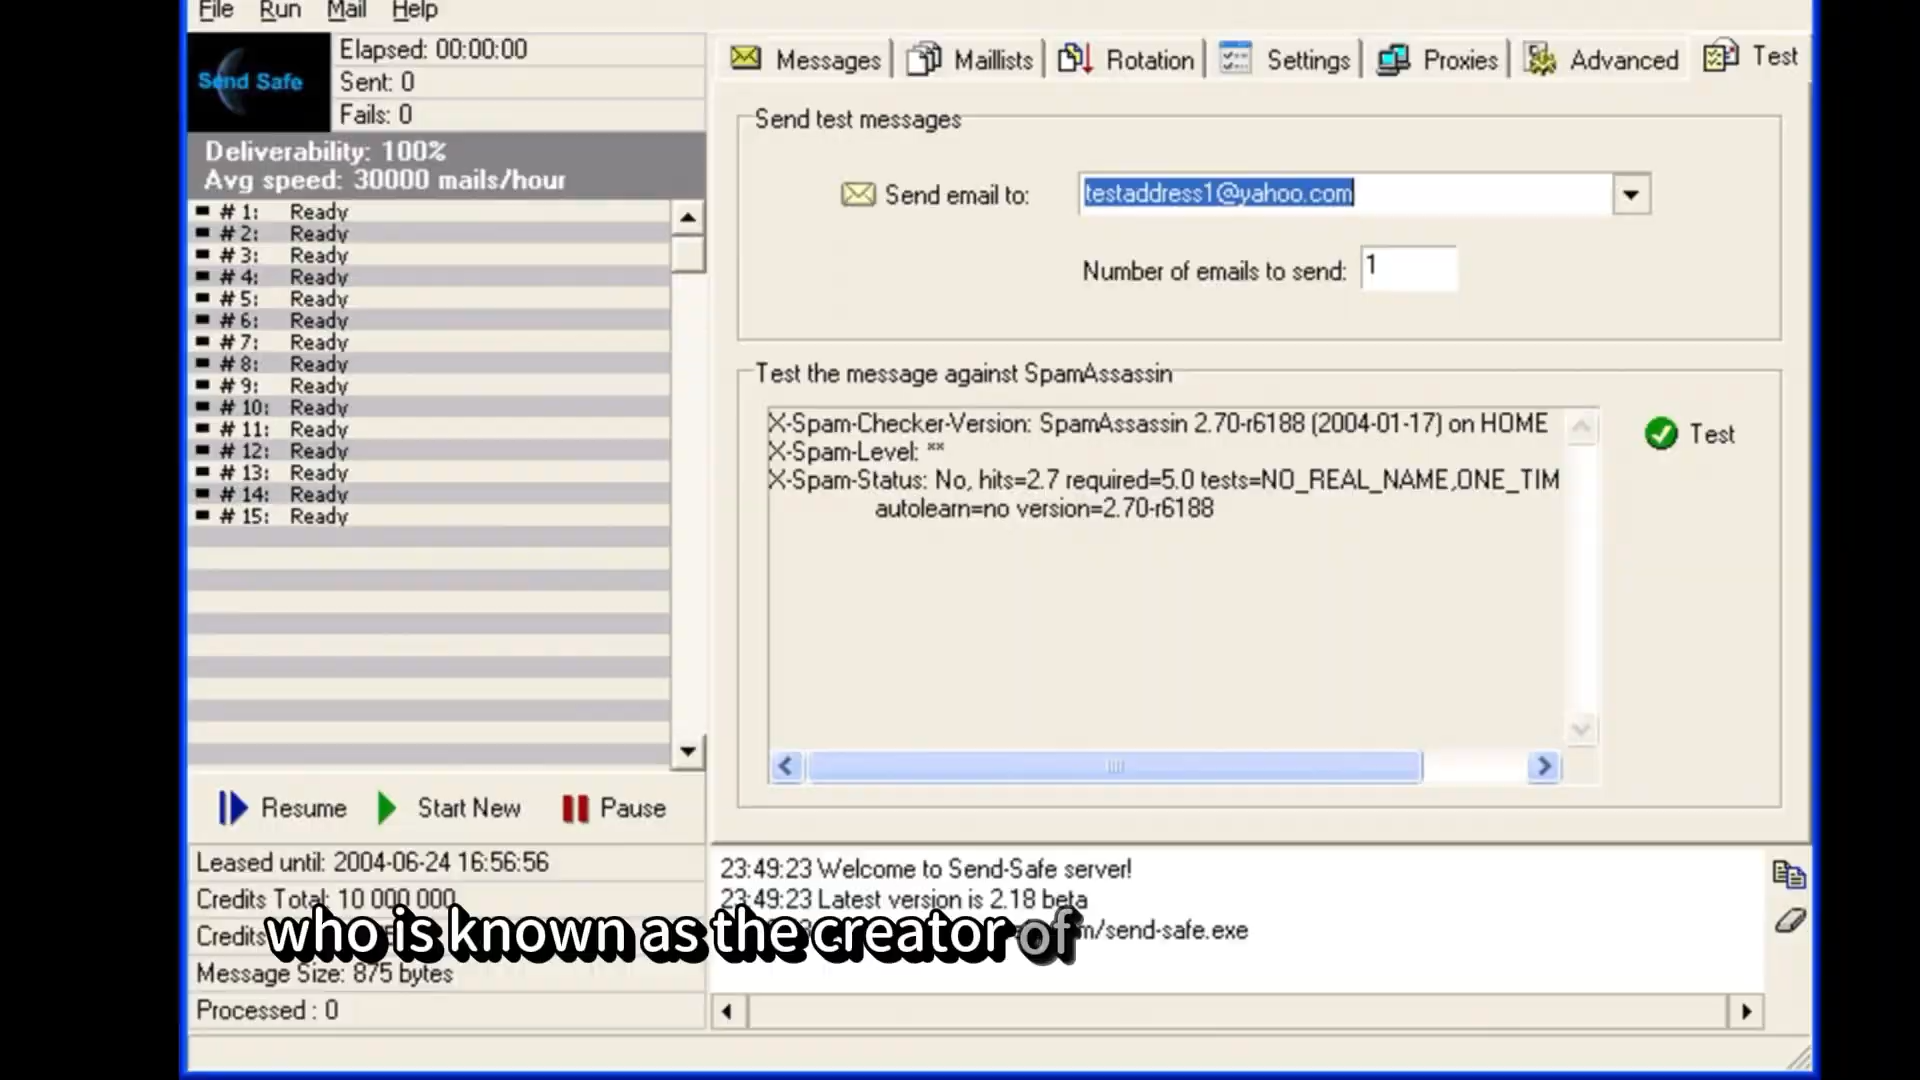 File Run Mail Help
Send Safe
Elapsed: 00:00:00
Sent: 0
Fails: 0
Deliverability: 100%
Avg speed: 30000 mails/hour
# 1: Ready
# 2: Ready
# 3: Ready
# 4: Ready
# 5: Ready
# 6: Ready
# 7: Ready
# 8: Ready
# 9: Ready
# 10: Ready
# 11: Ready
# 12: Ready
# 13: Ready
# 14: Ready
# 15: Ready
Resume Start New Pause
Leased until: 2004-06-24 16:56:56
Credits Total: 10 000 000
Credits
Message Size: 875 bytes
Processed : 0
Messages Maillists Rotation Settings Proxies Advanced Test
Send test messages
Send email to: testaddress1@yahoo.com
Number of emails to send: 1
Test the message against SpamAssassin
X-Spam-Checker-Version: SpamAssassin 2.70-r6188 (2004-01-17) on HOME
X-Spam-Level: **
X-Spam-Status: No, hits=2.7 required=5.0 tests=NO_REAL_NAME,ONE_TIM
autolearn=no version=2.70-r6188
Test
23:49:23 Welcome to Send-Safe server!
23:49:23 Latest version is 2.18 beta
m/send-safe.exe
who is known as the creator of